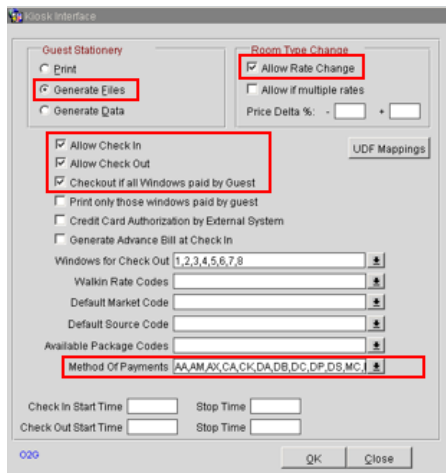 Kiosk Interface
Guest Stationery
Print
Generate Files
Generate Data
Room Type Change
Allow Rate Change
Allow if multiple rates
Price Delta %: - +
Allow Check In
Allow Check Out
Checkout if all Windows paid by Guest
Print only those windows paid by guest
Credit Card Authorization by External System
Generate Advance Bill at Check In
UDF Mappings
Windows for Check Out 1,2,3,4,5,6,7,8
Walkin Rate Codes
Default Market Code
Default Source Code
Available Package Codes
Method Of Payments AA,AM,AX,CA,CK,DA,DB,DC,DP,DS,MC,
Check In Start Time Stop Time
Check Out Start Time Stop Time
O2G OK Close